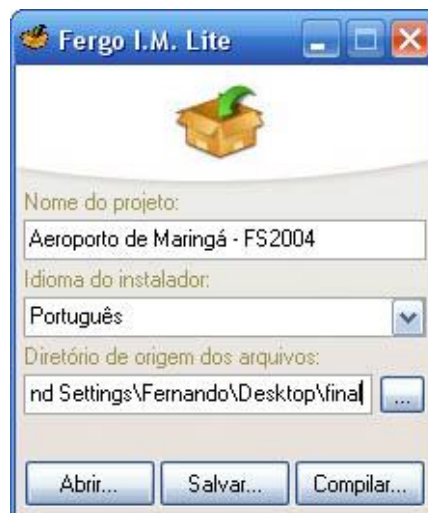 Fergo I.M. Lite
Nome do projeto:
Aeroporto de Maringá - FS2004
Idioma do instalador:
Português
Diretório de origem dos arquivos:
nd Settings\Fernando\Desktop\final
...
Abrir...
Salvar...
Compilar...